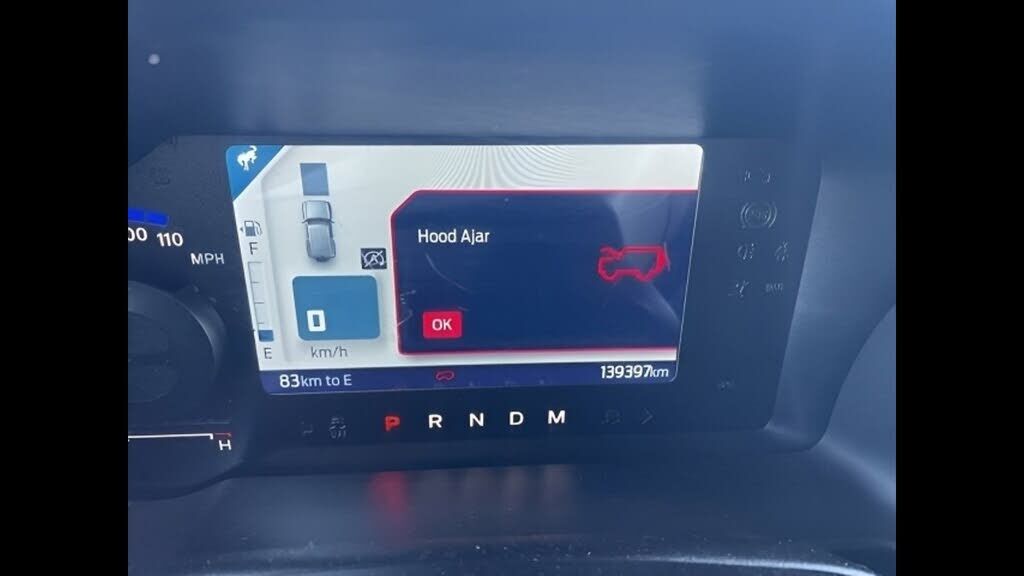 Hood Ajar
F
00 110
MPH
0
OK
E
km/h
83km to E
139397km
P R N D M
H